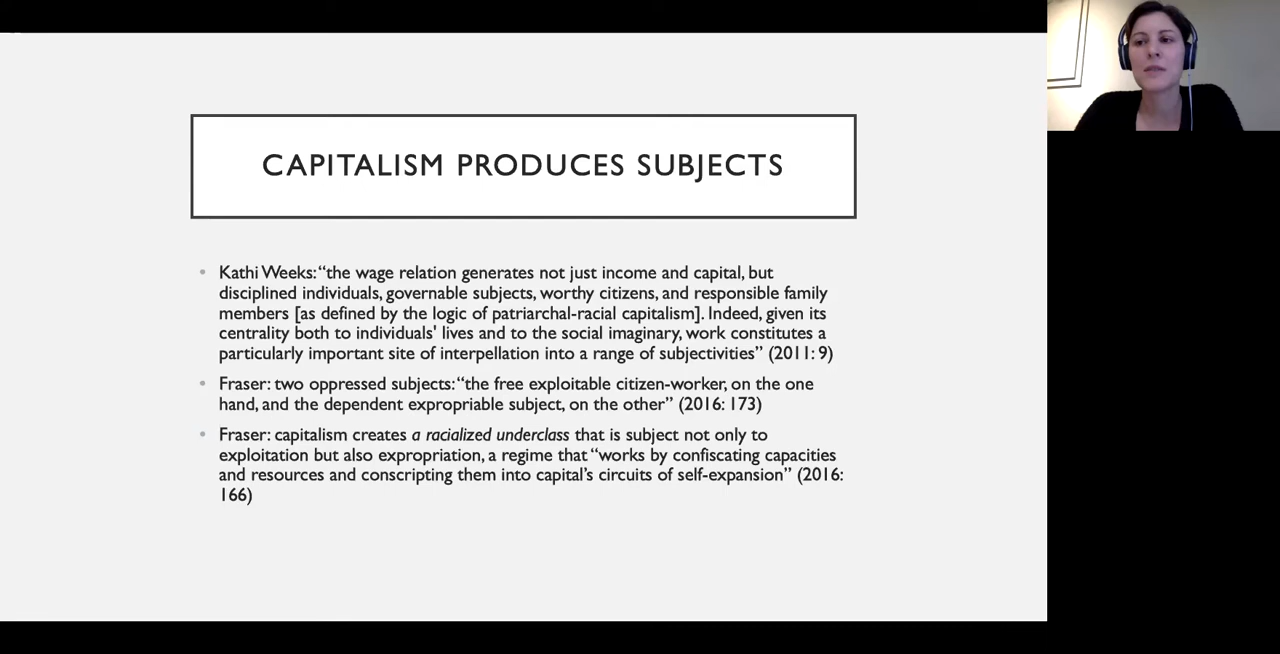 CAPITALISM PRODUCES SUBJECTS
• Kathi Weeks: “the wage relation generates not just income and capital, but
disciplined individuals, governable subjects, worthy citizens, and responsible family
members [as defined by the logic of patriarchal-racial capitalism]. Indeed, given its
centrality both to individuals' lives and to the social imaginary, work constitutes a
particularly important site of interpellation into a range of subjectivities” (2011: 9)
• Fraser: two oppressed subjects: “the free exploitable citizen-worker, on the one
hand, and the dependent expropriable subject, on the other” (2016: 173)
• Fraser: capitalism creates a racialized underclass that is subject not only to
exploitation but also expropriation, a regime that “works by confiscating capacities
and resources and conscripting them into capital’s circuits of self-expansion” (2016:
166)